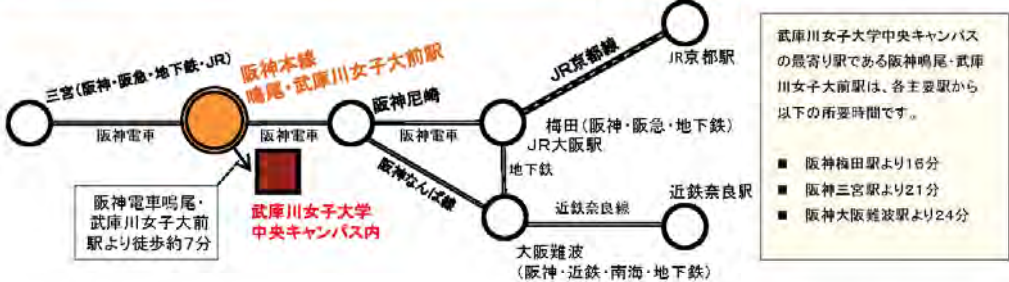 三宮(阪神・阪急・地下鉄・JR)
阪神本線
鳴尾・武庫川女子大前駅
阪神電車
阪神電車
阪神尼崎
阪神電車
JR京都線
JR京都駅
梅田(阪神・阪急・地下鉄)
JR大阪駅
地下鉄
阪神なんば線
近鉄奈良線
近鉄奈良駅
大阪難波
(阪神・近鉄・南海・地下鉄)
武庫川女子大学
中央キャンパス内
阪神電車鳴尾・
武庫川女子大前
駅より徒歩約7分
武庫川女子大学中央キャンパス
の最寄り駅である阪神鳴尾・武庫
川女子大前駅は、各主要駅から
以下の所要時間です。
■ 阪神梅田駅より16分
■ 阪神三宮駅より21分
■ 阪神大阪難波駅より24分